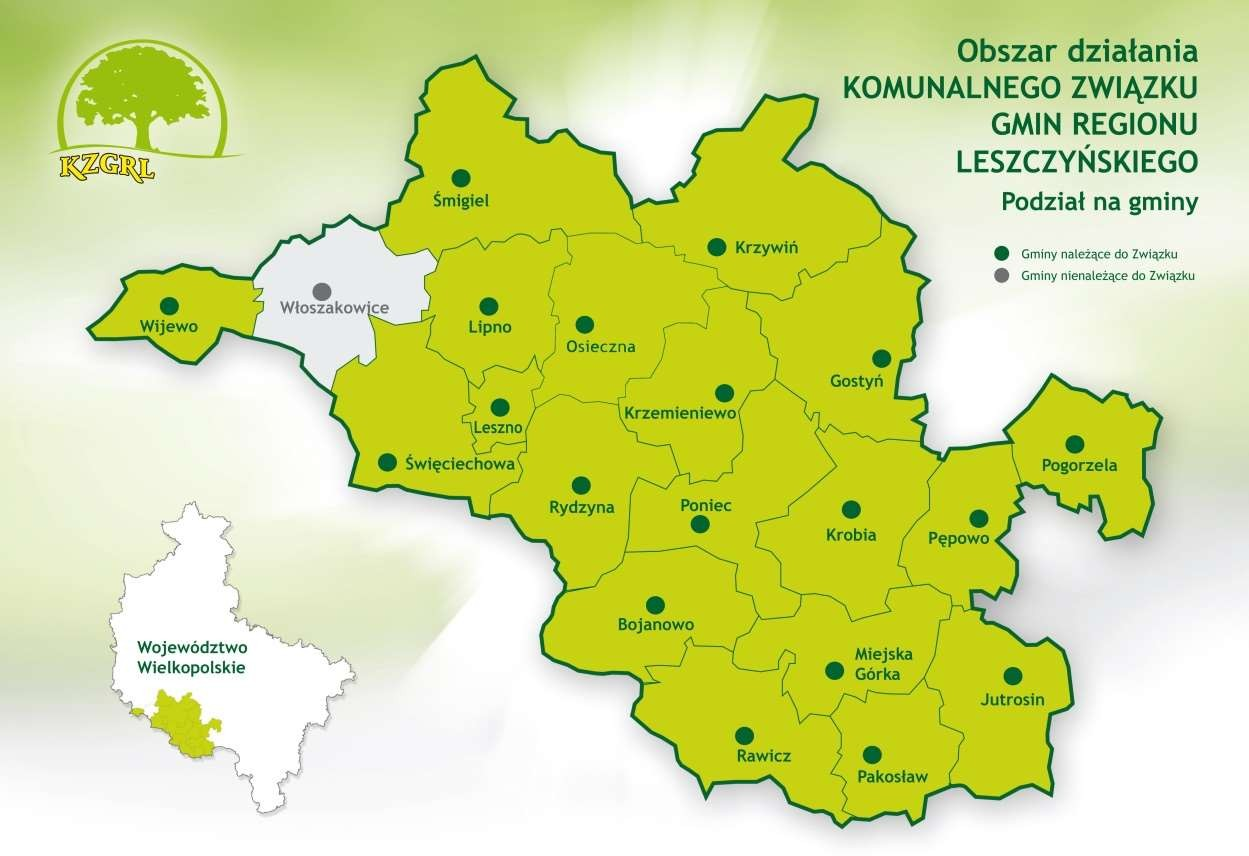 KZGRL
Obszar działania
KOMUNALNEGO ZWIĄZKU
GMIN REGIONU
LESZCZYŃSKIEGO
Podział na gminy
Gminy należące do Związku
Gminy nienależące do Związku
Śmigiel
Krzywiń
Włoszakowice
Wijewo
Lipno
Osieczna
Gostyń
Krzemieniewo
Leszno
Święciechowa
Pogorzela
Rydzyna
Poniec
Krobia
Pępowo
Bojanowo
Miejska
Górka
Jutrosin
Rawicz
Pakosław
Województwo
Wielkopolskie